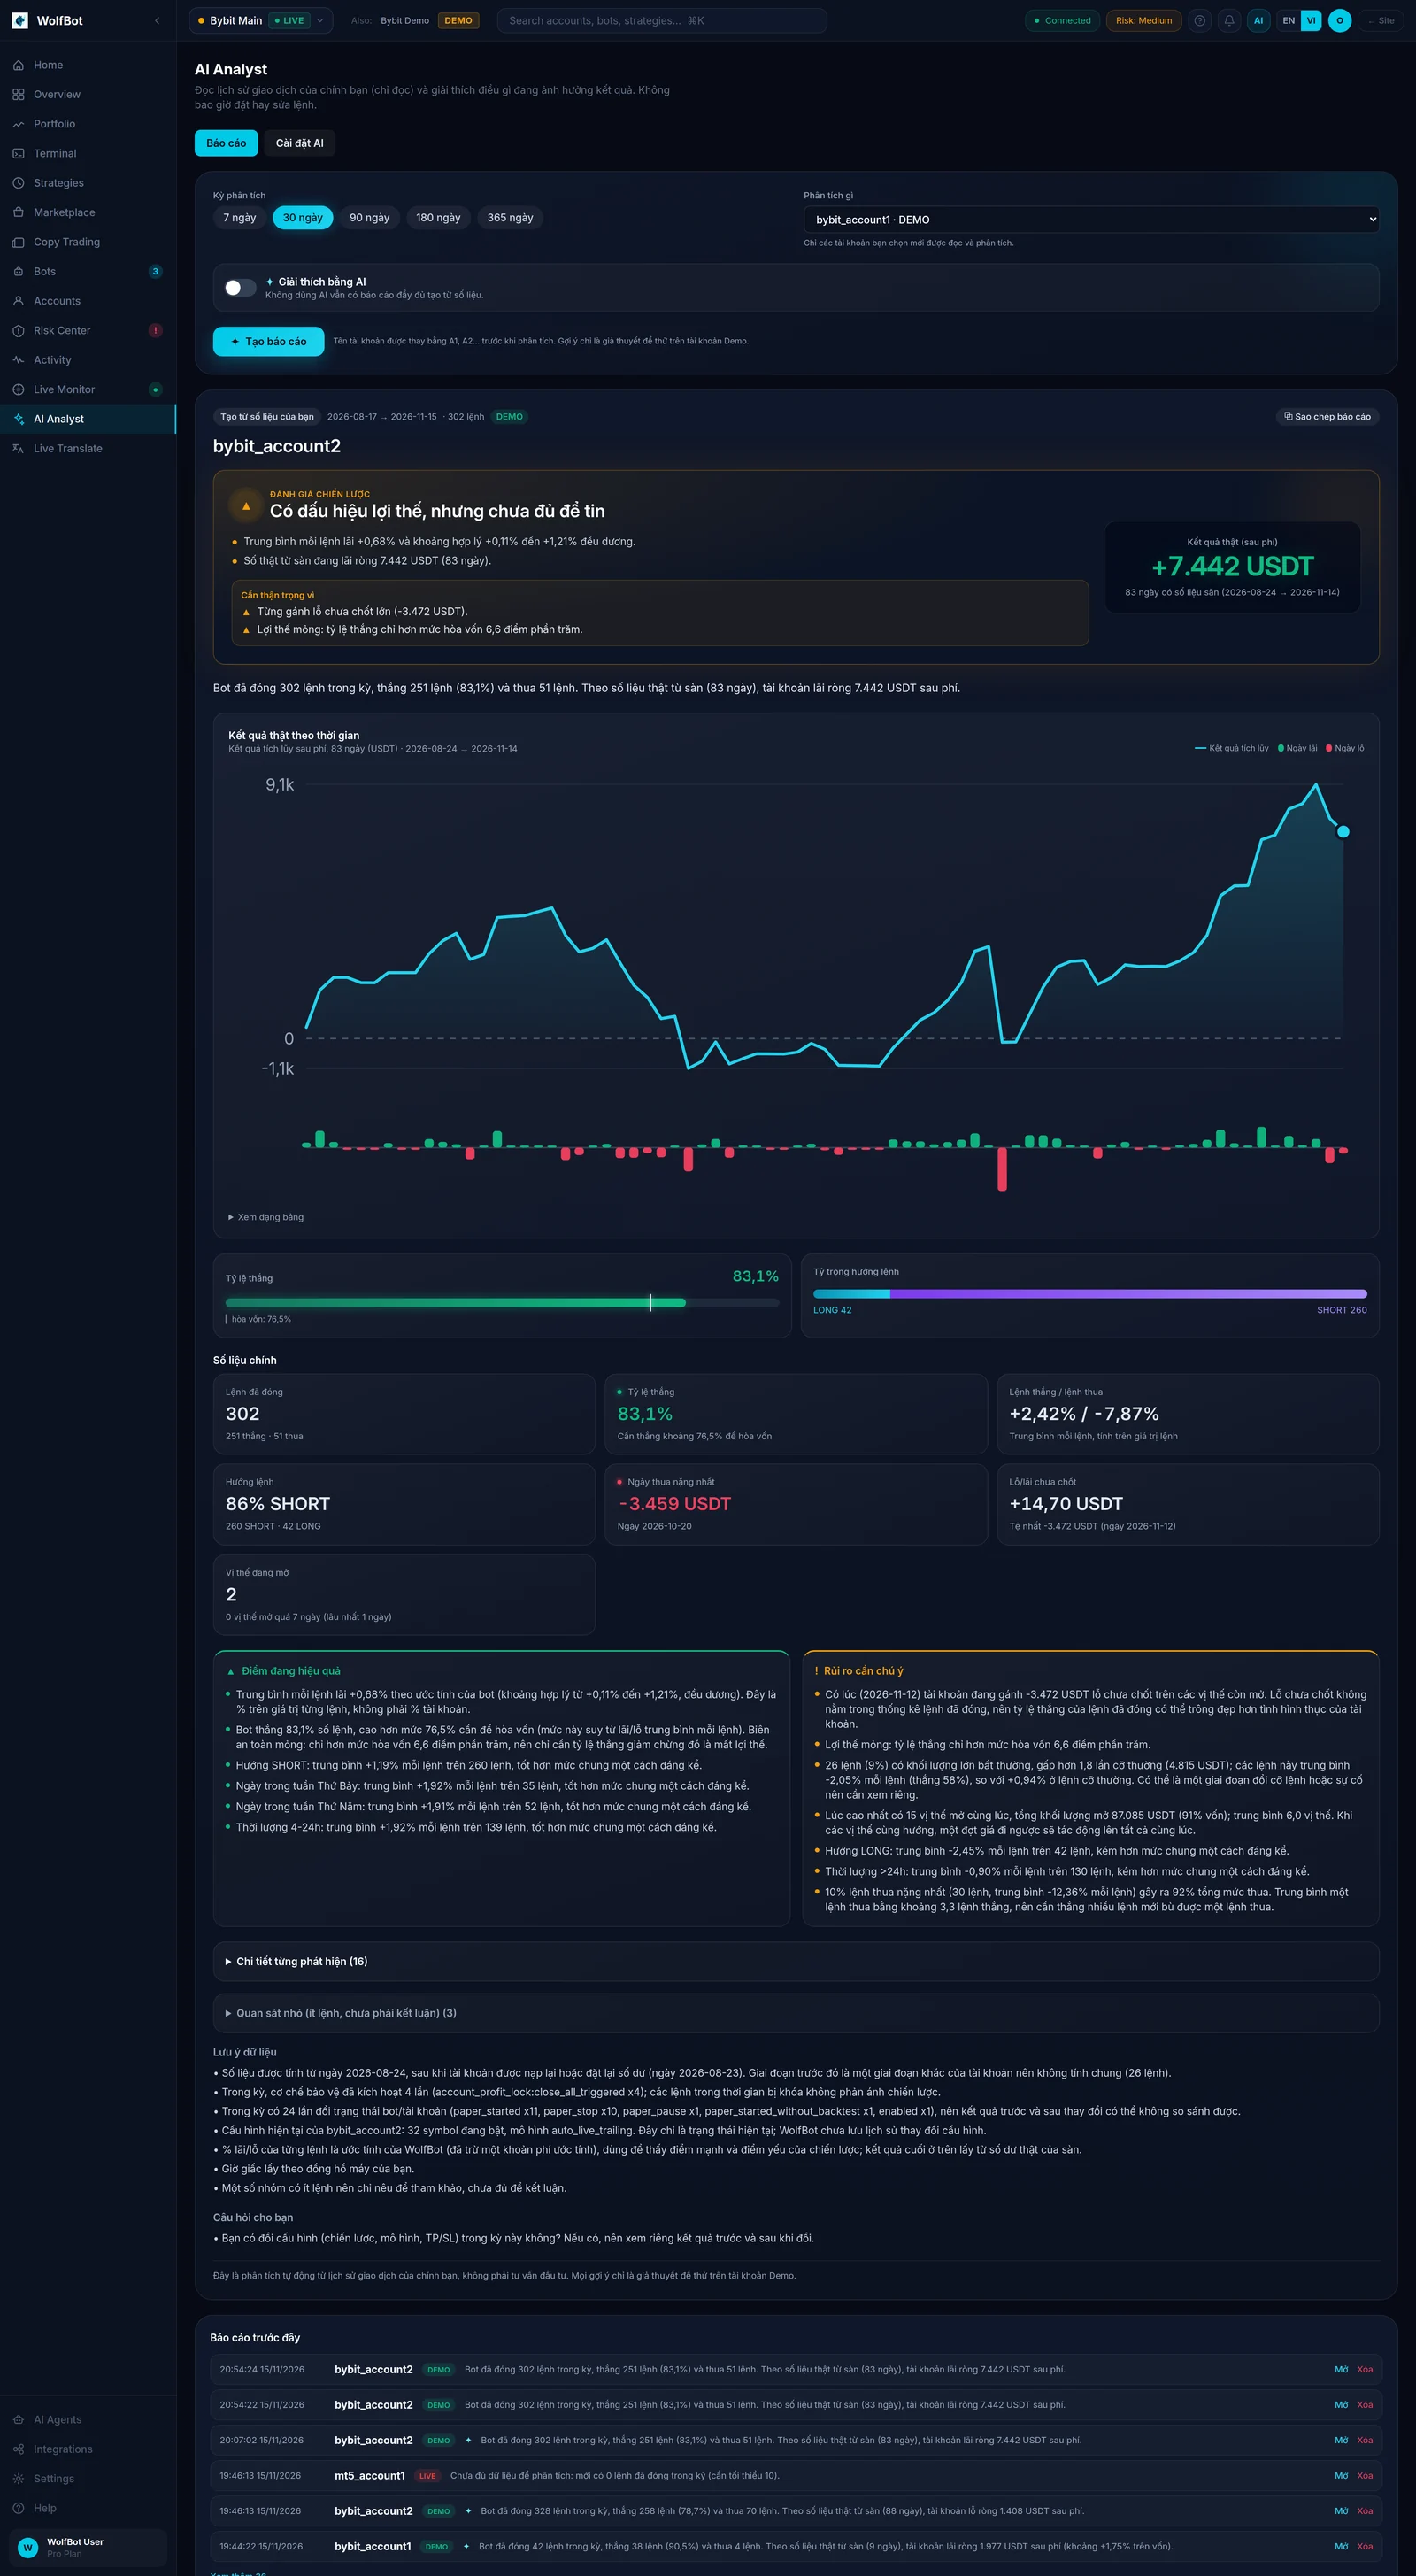 WolfBot
Bybit Main
LIVE
Also:
Bybit Demo
DEMO
Search accounts, bots, strategies... ⌘K
Connected
Risk: Medium
AI
EN
VI
O
← Site
Home
Overview
Portfolio
Terminal
Strategies
Marketplace
Copy Trading
Bots
3
Accounts
Risk Center
!
Activity
Live Monitor
AI Analyst
Live Translate
AI Analyst
Đọc lịch sử giao dịch của chính bạn (chỉ đọc) và giải thích điều gì đang ảnh hưởng kết quả. Không
bao giờ đặt hay sửa lệnh.
Báo cáo
Cài đặt AI
Kỳ phân tích
7 ngày
30 ngày
90 ngày
180 ngày
365 ngày
Phân tích gì
bybit_account1 · DEMO
Chỉ các tài khoản bạn chọn mới được đọc và phân tích.
Giải thích bằng AI
Không dùng AI vẫn có báo cáo đầy đủ tạo từ số liệu.
Tạo báo cáo
Tên tài khoản được thay bằng A1, A2... trước khi phân tích. Gợi ý chỉ là giả thuyết để thử trên tài khoản Demo.
Tạo từ số liệu của bạn
2026-08-17 → 2026-11-15 · 302 lệnh
DEMO
Sao chép báo cáo
bybit_account2
ĐÁNH GIÁ CHIẾN LƯỢC
Có dấu hiệu lợi thế, nhưng chưa đủ để tin
Trung bình mỗi lệnh lãi +0,68% và khoảng hợp lý +0,11% đến +1,21% đều dương.
Số thật từ sàn đang lãi ròng 7.442 USDT (83 ngày).
Cẩn thận trọng vì
Từng gánh lỗ chưa chốt lớn (-3.472 USDT).
Lợi thế mỏng: tỷ lệ thắng chỉ hơn mức hòa vốn 6,6 điểm phần trăm.
Kết quả thật (sau phí)
+7.442 USDT
83 ngày có số liệu sàn (2026-08-24 → 2026-11-14)
Bot đã đóng 302 lệnh trong kỳ, thắng 251 lệnh (83,1%) và thua 51 lệnh. Theo số liệu thật từ sàn (83 ngày), tài khoản lãi ròng 7.442 USDT sau phí.
Kết quả thật theo thời gian
Kết quả tích lũy sau phí, 83 ngày (USDT) · 2026-08-24 → 2026-11-14
Kết quả tích lũy
Ngày lãi
Ngày lỗ
9,1k
0
-1,1k
Xem dạng bảng
Tỷ lệ thắng
83,1%
hòa vốn: 76,5%
Tỷ trọng hướng lệnh
LONG 42
SHORT 260
Số liệu chính
Lệnh đã đóng
302
251 thắng · 51 thua
Tỷ lệ thắng
83,1%
Cần thắng khoảng 76,5% để hòa vốn
Lệnh thắng / lệnh thua
+2,42% / -7,87%
Trung bình mỗi lệnh, tính trên giá trị lệnh
Hướng lệnh
86% SHORT
260 SHORT · 42 LONG
Ngày thua nặng nhất
-3.459 USDT
Ngày 2026-10-20
Lỗ/lãi chưa chốt
+14,70 USDT
Tệ nhất -3.472 USDT (ngày 2026-11-12)
Vị thế đang mở
2
0 vị thế mở quá 7 ngày (lâu nhất 1 ngày)
Điểm đang hiệu quả
Trung bình mỗi lệnh lãi +0,68% theo ước tính của bot (khoảng hợp lý từ +0,11% đến +1,21%, đều dương). Đây là
% trên giá trị từng lệnh, không phải % tài khoản.
Bot thắng 83,1% số lệnh, cao hơn mức 76,5% cần để hòa vốn (mức này suy từ lãi/lỗ trung bình mỗi lệnh). Biên
an toàn mỏng: chỉ hơn mức hòa vốn 6,6 điểm phần trăm, nên chỉ cần tỷ lệ thắng giảm chừng đó là mất lợi thế.
Hướng SHORT: trung bình +1,19% mỗi lệnh trên 260 lệnh, tốt hơn mức chung một cách đáng kể.
Ngày trong tuần Thứ Bảy: trung bình +1,92% mỗi lệnh trên 35 lệnh, tốt hơn mức chung một cách đáng kể.
Ngày trong tuần Thứ Năm: trung bình +1,91% mỗi lệnh trên 52 lệnh, tốt hơn mức chung một cách đáng kể.
Thời lượng 4-24h: trung bình +1,92% mỗi lệnh trên 139 lệnh, tốt hơn mức chung một cách đáng kể.
! Rủi ro cần chú ý
Có lúc (2026-11-12) tài khoản đang gánh -3.472 USDT lỗ chưa chốt trên các vị thế còn mở. Lỗ chưa chốt không
nằm trong thống kê lệnh đã đóng, nên tỷ lệ thắng của lệnh đã đóng có thể trông đẹp hơn tình hình thực của tài
khoản.
Lợi thế mỏng: tỷ lệ thắng chỉ hơn mức hòa vốn 6,6 điểm phần trăm.
26 lệnh (9%) có khối lượng lớn bất thường, gấp hơn 1,8 lần cỡ thường (4.815 USDT); các lệnh này trung bình
-2,05% mỗi lệnh (thắng 58%), so với +0,94% ở lệnh cỡ thường. Có thể là một giai đoạn đổi cỡ lệnh hoặc sự cố
nên cần xem riêng.
Lúc cao nhất có 15 vị thế mở cùng lúc, tổng khối lượng mở 87.085 USDT (91% vốn); trung bình 6,0 vị thế. Khi
các vị thế cùng hướng, một đợt giá đi ngược sẽ tác động lên tất cả cùng lúc.
Hướng LONG: trung bình -2,45% mỗi lệnh trên 42 lệnh, kém hơn mức chung một cách đáng kể.
Thời lượng >24h: trung bình -0,90% mỗi lệnh trên 130 lệnh, kém hơn mức chung một cách đáng kể.
10% lệnh thua nặng nhất (30 lệnh, trung bình -12,36% mỗi lệnh) gây ra 92% tổng mức thua. Trung bình một
lệnh thua bằng khoảng 3,3 lệnh thắng, nên cần thắng nhiều lệnh mới bù được một lệnh thua.
Chi tiết từng phát hiện (16)
Quan sát nhỏ (ít lệnh, chưa phải kết luận) (3)
Lưu ý dữ liệu
• Số liệu được tính từ ngày 2026-08-24, sau khi tài khoản được nạp lại hoặc đặt lại số dư (ngày 2026-08-23). Giai đoạn trước đó là một giai đoạn khác của tài khoản nên không tính chung (26 lệnh).
• Trong kỳ, cơ chế bảo vệ đã kích hoạt 4 lần (account_profit_lock:close_all_triggered x4); các lệnh trong thời gian bị khóa không phản ánh chiến lược.
• Trong kỳ có 24 lần đổi trạng thái bot/tài khoản (paper_started x11, paper_stop x10, paper_pause x1, paper_started_without_backtest x1, enabled x1), nên kết quả trước và sau thay đổi có thể không so sánh được.
• Cấu hình hiện tại của bybit_account2: 32 symbol đang bật, mô hình auto_live_trailing. Đây chỉ là trạng thái hiện tại; WolfBot chưa lưu lịch sử thay đổi cấu hình.
• % lãi/lỗ của từng lệnh là ước tính của WolfBot (đã trừ một khoản phí ước tính), dùng để thấy điểm mạnh và điểm yếu của chiến lược; kết quả cuối ở trên lấy từ số dư thật của sàn.
• Giờ giấc lấy theo đồng hồ máy của bạn.
• Một số nhóm có ít lệnh nên chỉ nêu để tham khảo, chưa đủ để kết luận.
Câu hỏi cho bạn
• Bạn có đổi cấu hình (chiến lược, mô hình, TP/SL) trong kỳ này không? Nếu có, nên xem riêng kết quả trước và sau khi đổi.
Đây là phân tích tự động từ lịch sử giao dịch của chính bạn, không phải tư vấn đầu tư. Mọi gợi ý chỉ là giả thuyết để thử trên tài khoản Demo.
Báo cáo trước đây
20:54:24 15/11/2026 bybit_account2 DEMO Bot đã đóng 302 lệnh trong kỳ, thắng 251 lệnh (83,1%) và thua 51 lệnh. Theo số liệu thật từ sàn (83 ngày), tài khoản lãi ròng 7.442 USDT sau phí. Mở Xóa
20:54:22 15/11/2026 bybit_account2 DEMO Bot đã đóng 302 lệnh trong kỳ, thắng 251 lệnh (83,1%) và thua 51 lệnh. Theo số liệu thật từ sàn (83 ngày), tài khoản lãi ròng 7.442 USDT sau phí. Mở Xóa
20:07:02 15/11/2026 bybit_account2 DEMO Bot đã đóng 302 lệnh trong kỳ, thắng 251 lệnh (83,1%) và thua 51 lệnh. Theo số liệu thật từ sàn (83 ngày), tài khoản lãi ròng 7.442 USDT sau phí. Mở Xóa
19:46:13 15/11/2026 mt5_account1 LIVE Chưa đủ dữ liệu để phân tích: mới có 0 lệnh đã đóng trong kỳ (cần tối thiểu 10). Mở Xóa
19:46:13 15/11/2026 bybit_account2 DEMO Bot đã đóng 328 lệnh trong kỳ, thắng 258 lệnh (78,7%) và thua 70 lệnh. Theo số liệu thật từ sàn (88 ngày), tài khoản lỗ ròng 1.408 USDT sau phí. Mở Xóa
19:44:22 15/11/2026 bybit_account1 DEMO Bot đã đóng 42 lệnh trong kỳ, thắng 38 lệnh (90,5%) và thua 4 lệnh. Theo số liệu thật từ sàn (9 ngày), tài khoản lãi ròng 1.977 USDT sau phí (khoảng +1,75% trên vốn). Mở Xóa
AI Agents
Integrations
Settings
Help
W
WolfBot User
Pro Plan